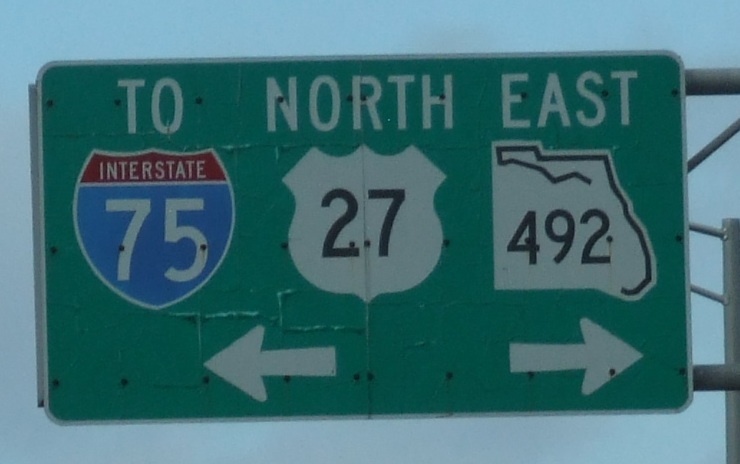 TO NORTH EAST
INTERSTATE
75 27 492